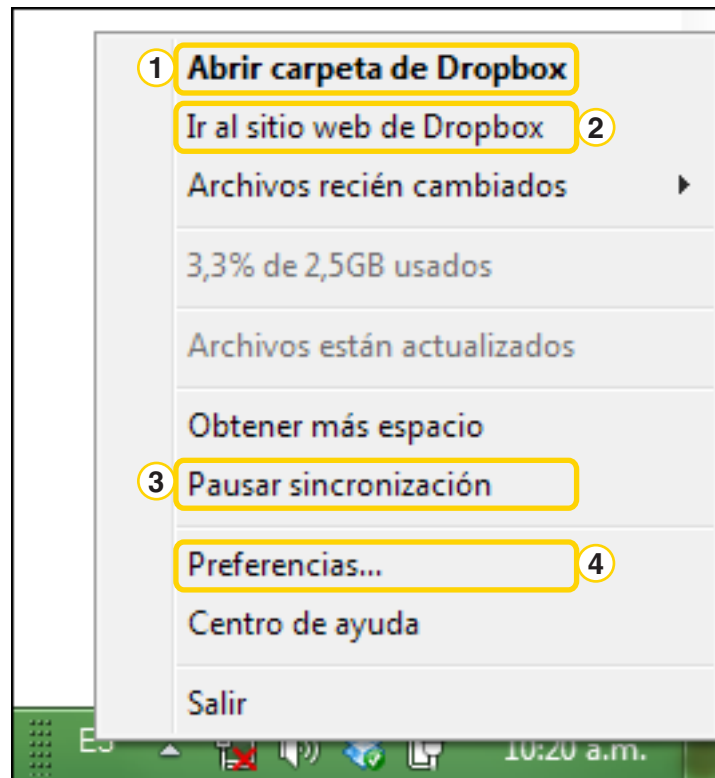 1 Abrir carpeta de Dropbox
Ir al sitio web de Dropbox 2
Archivos recién cambiados
3,3% de 2,5GB usados
Archivos están actualizados
Obtener más espacio
3 Pausar sincronización
Preferencias... 4
Centro de ayuda
Salir
ES 10:20 a.m.